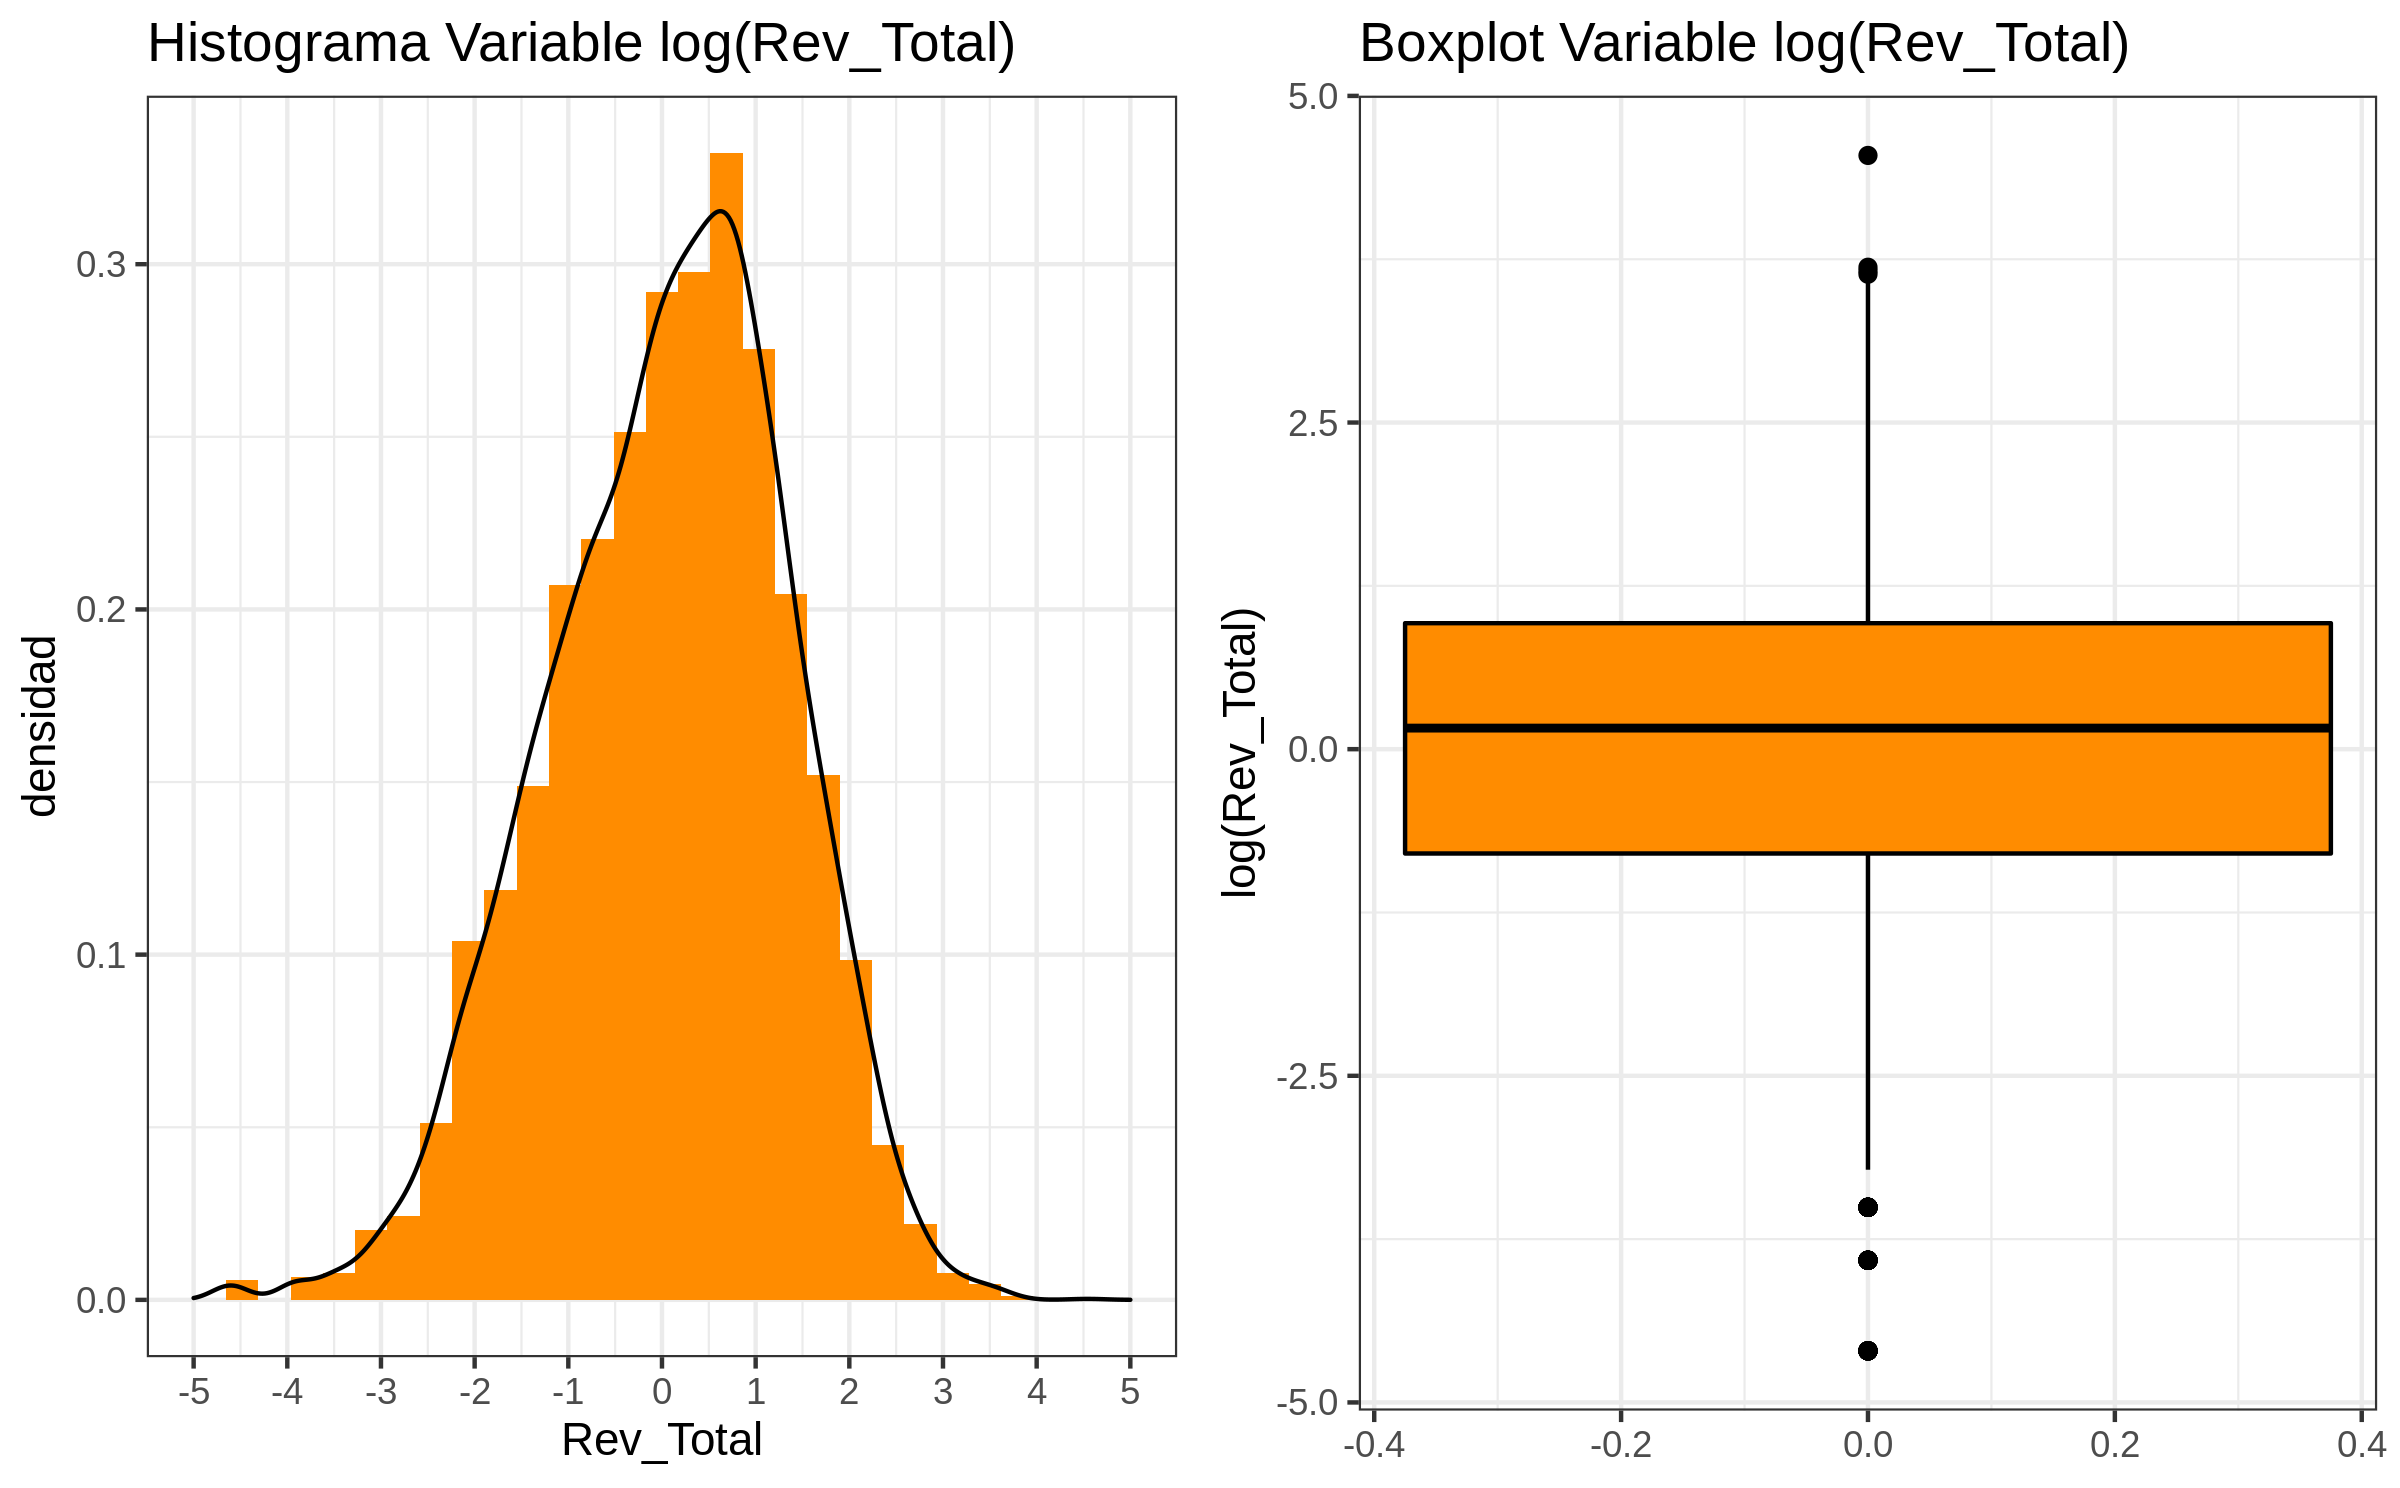 Histograma Variable log(Rev_Total)
densidad
0.3
0.2
0.1
0.0
-5 -4 -3 -2 -1 0 1 2 3 4 5
Rev_Total
Boxplot Variable log(Rev_Total)
log(Rev_Total)
5.0
2.5
0.0
-2.5
-5.0
-0.4 -0.2 0.0 0.2 0.4